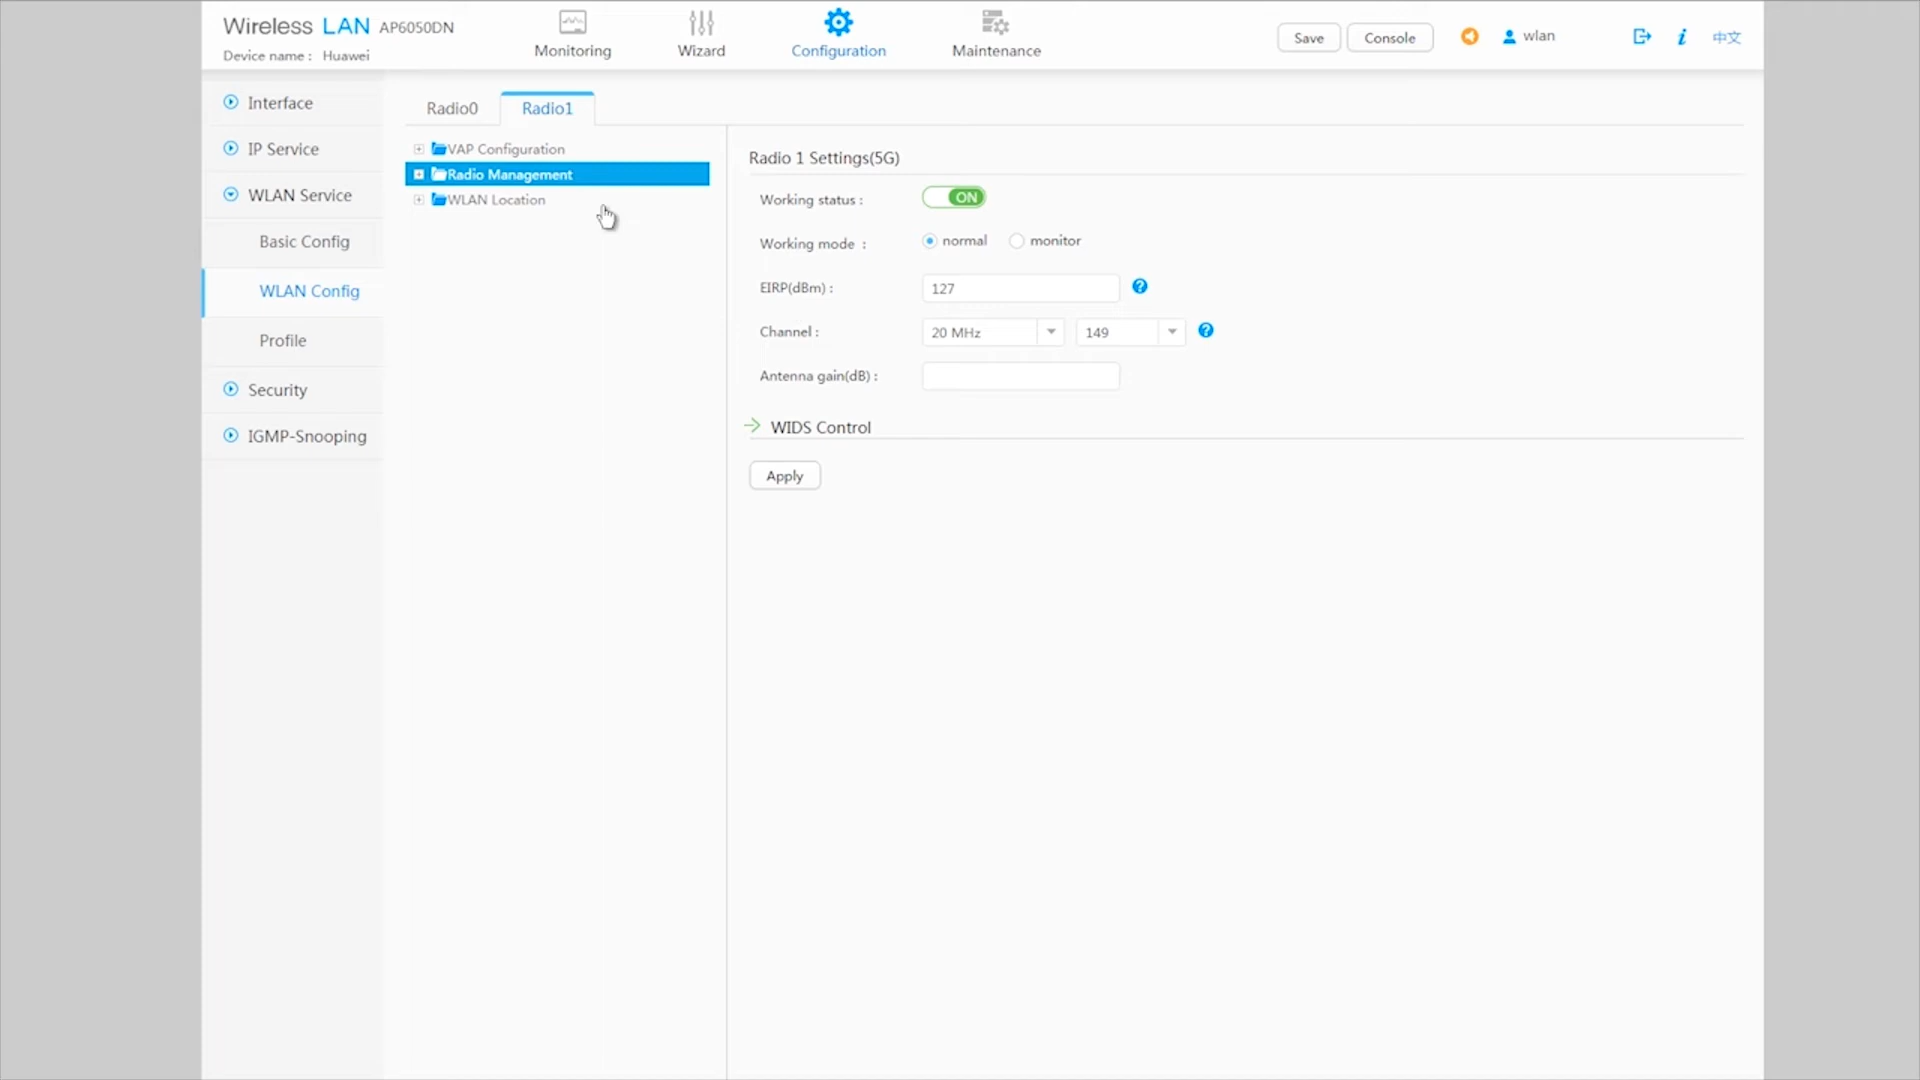 Wireless LAN AP6050DN
Device name : Huawei
Monitoring
Wizard
Configuration
Maintenance
Save
Console
wlan
i
中文
Interface
IP Service
WLAN Service
Basic Config
WLAN Config
Profile
Security
IGMP-Snooping
Radio0
Radio1
VAP Configuration
Radio Management
WLAN Location
Radio 1 Settings(5G)
Working status :
ON
Working mode :
normal
monitor
EIRP(dBm) :
127
?
Channel :
20 MHz
149
?
Antenna gain(dB) :
WIDS Control
Apply